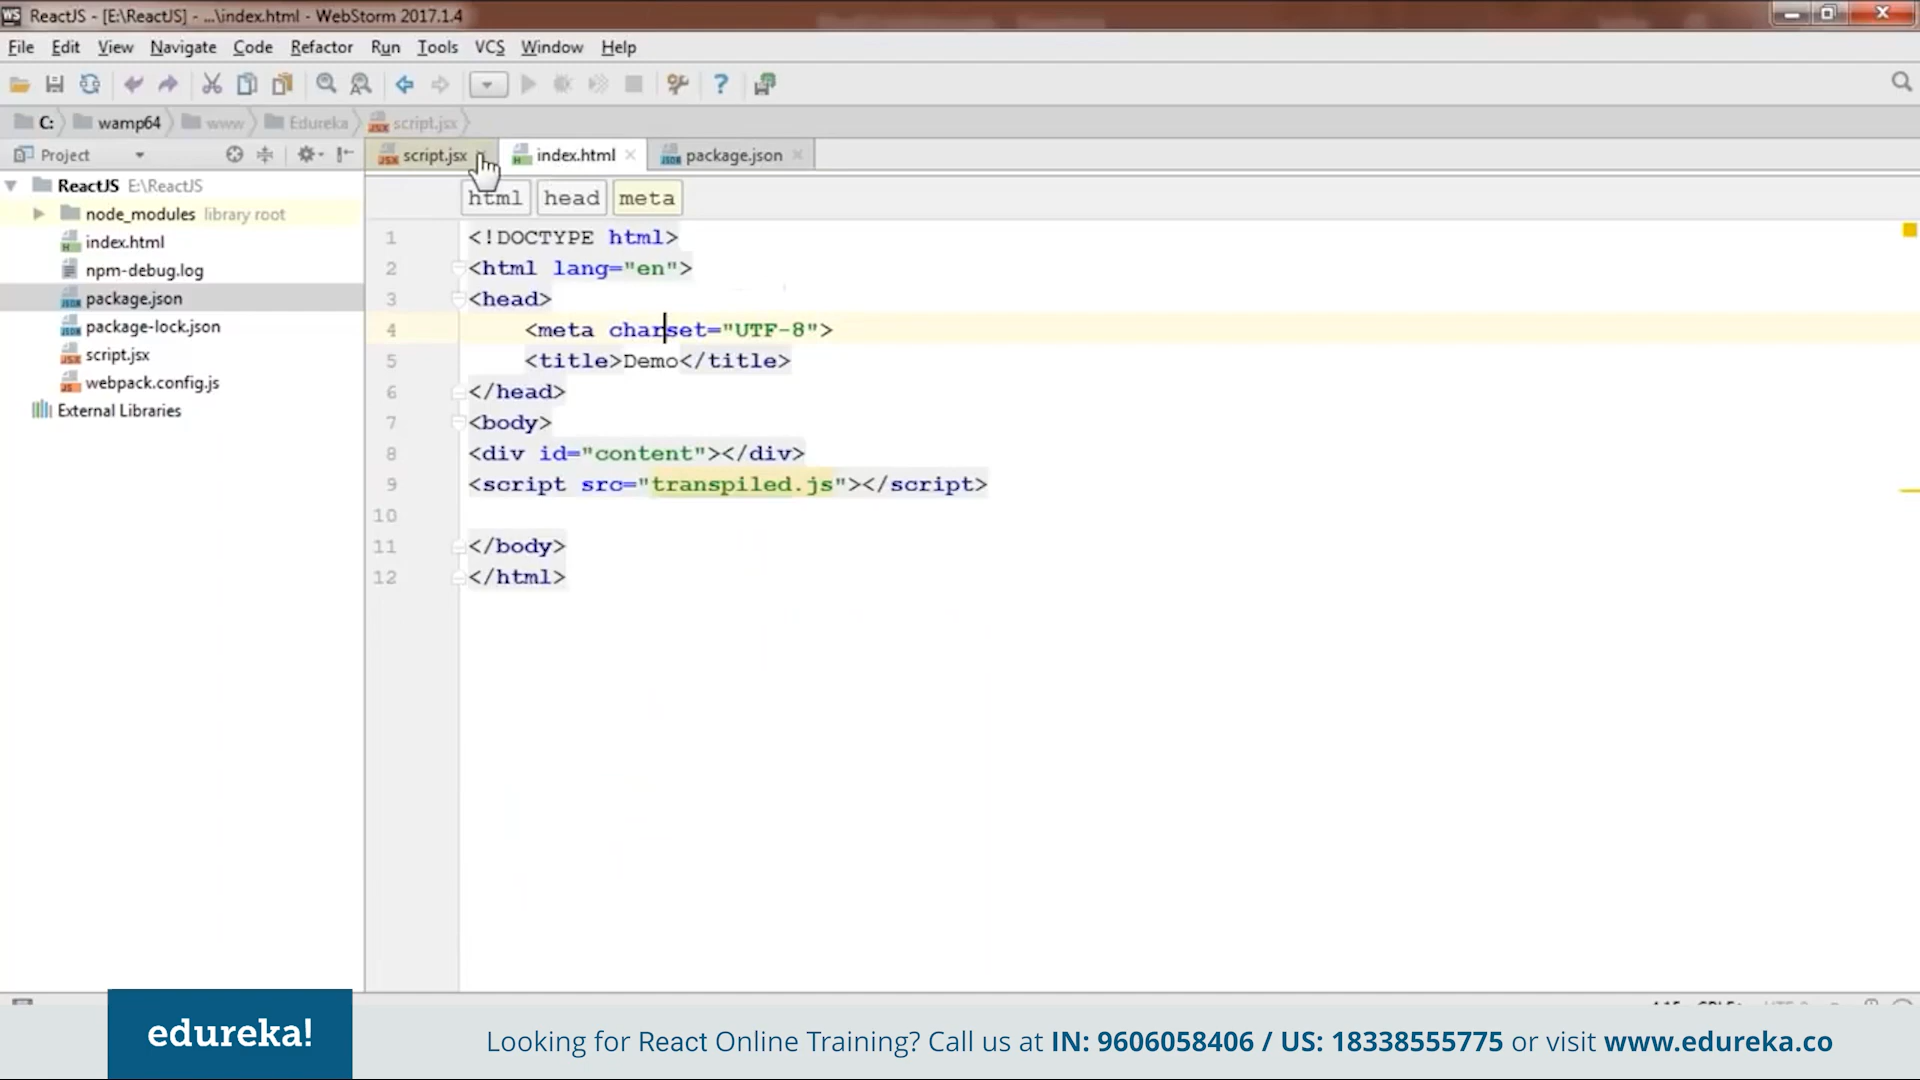 ReactJS - [E:\ReactJS] - ...\index.html - WebStorm 2017.1.4
File Edit View Navigate Code Refactor Run Tools VCS Window Help
C: wamp64 www Edureka script.jsx
Project
script.jsx index.html package.json
ReactJS E:\ReactJS
node_modules library root
index.html
npm-debug.log
package.json
package-lock.json
script.jsx
webpack.config.js
External Libraries
html head meta
1 <!DOCTYPE html>
2 <html lang="en">
3 <head>
4 <meta charset="UTF-8">
5 <title>Demo</title>
6 </head>
7 <body>
8 <div id="content"></div>
9 <script src="transpiled.js"></script>
10
11 </body>
12 </html>
edureka!
Looking for React Online Training? Call us at IN: 9606058406 / US: 18338555775 or visit www.edureka.co